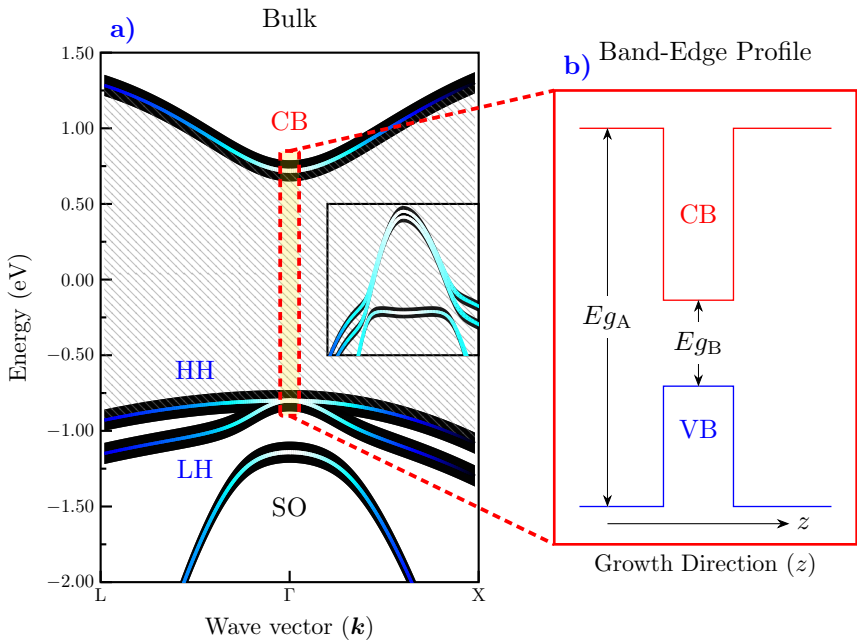 Bulk
a)
1.50
1.00
0.50
0.00
−0.50
−1.00
−1.50
−2.00
Energy (eV)
CB
HH
LH
SO
L
Γ
X
Wave vector (k)
b)
Band-Edge Profile
CB
EgA
EgB
VB
z
Growth Direction (z)